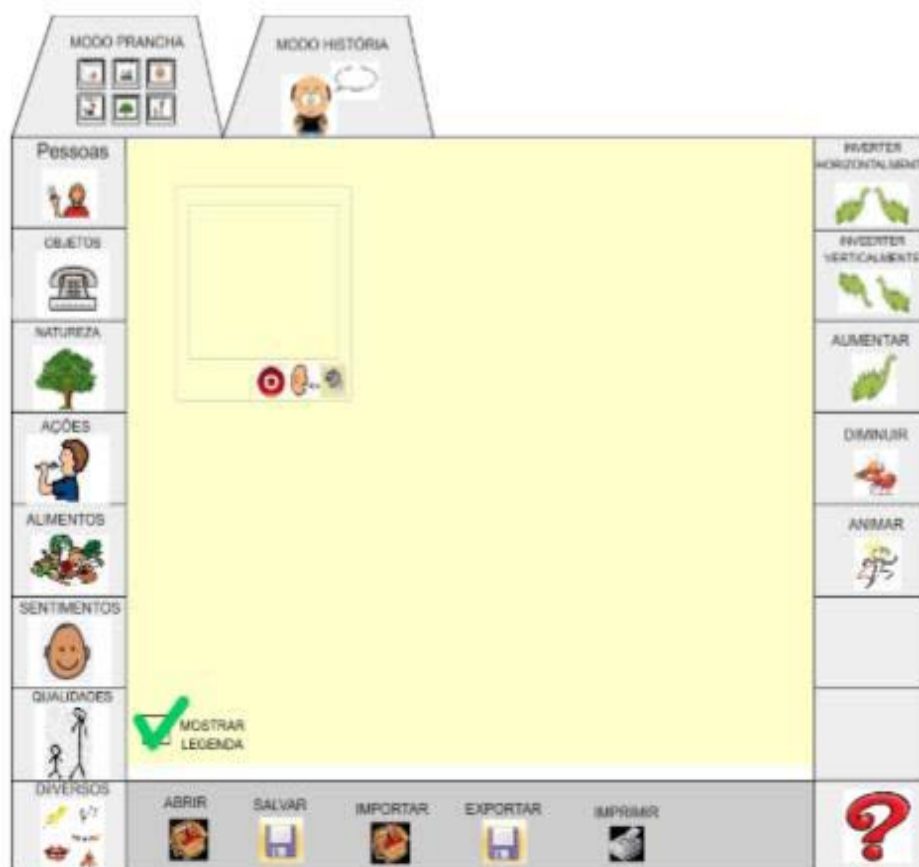 MODO PRANCHA
MODO HISTÓRIA
Pessoas
OBJETOS
NATUREZA
AÇÕES
ALIMENTOS
SENTIMENTOS
QUALIDADES
DIVERSOS
MOSTRAR
LEGENDA
ABRIR
SALVAR
IMPORTAR
EXPORTAR
IMPRIMIR
INVERTER
HORIZONTALMENT
INVEERTER
VERTICALMENTE
AUMENTAR
DIMINUIR
ANIMAR
?